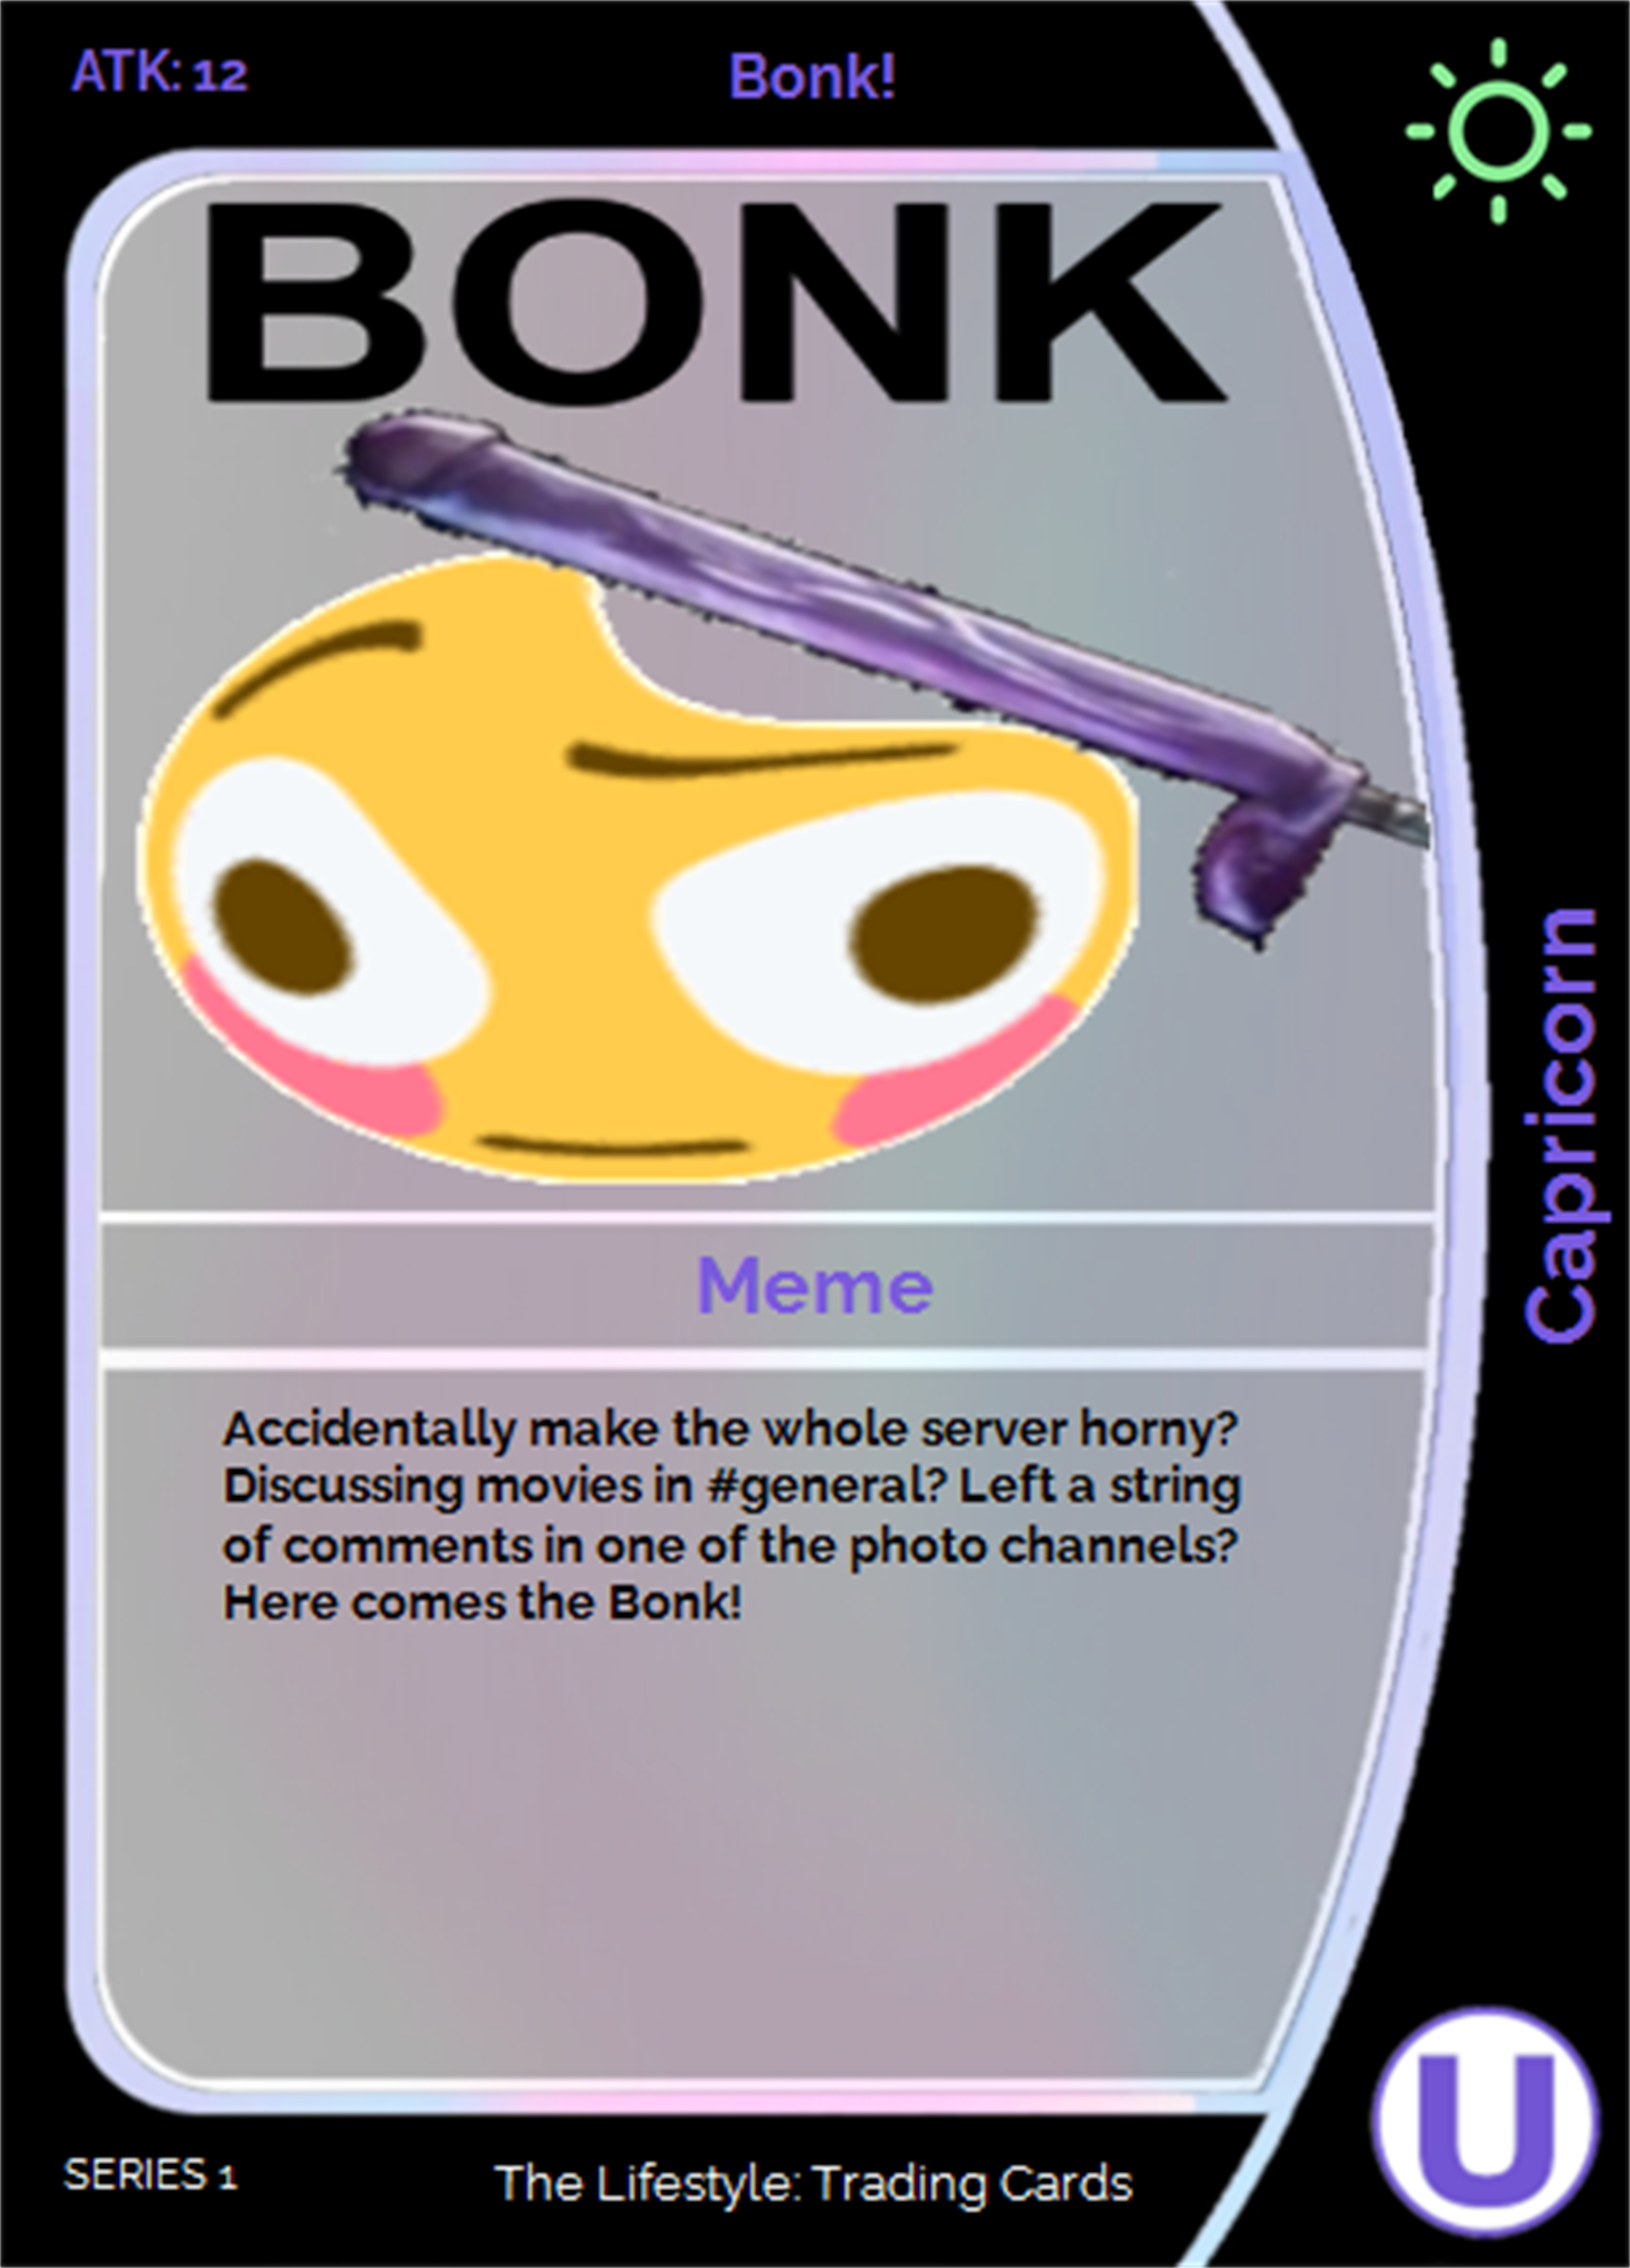 ATK: 12
Bonk!
BONK
Meme
Accidentally make the whole server horny?
Discussing movies in #general? Left a string
of comments in one of the photo channels?
Here comes the Bonk!
Capricorn
SERIES 1
The Lifestyle: Trading Cards
U